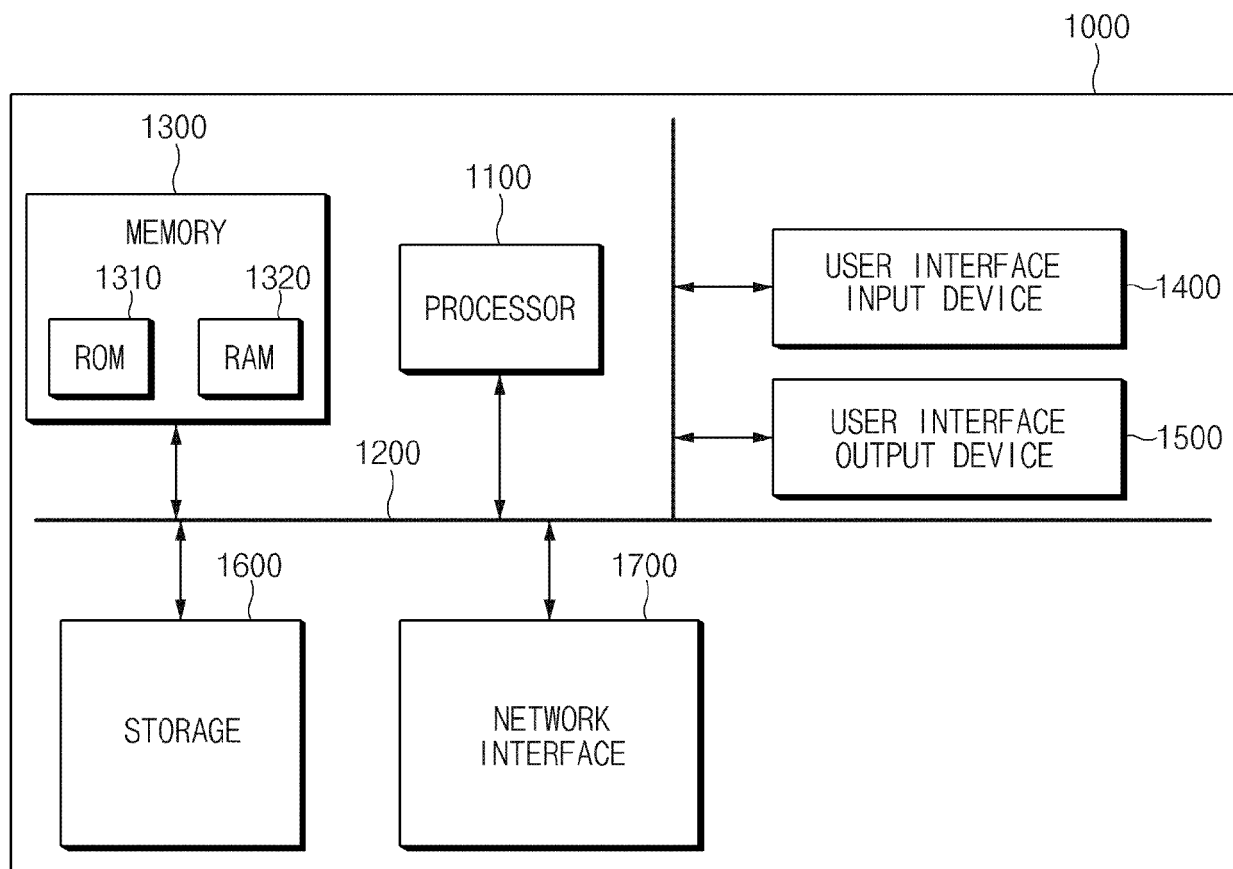 1000
1300
MEMORY
1310
1320
ROM
RAM
1100
PROCESSOR
USER INTERFACE
INPUT DEVICE
1400
USER INTERFACE
OUTPUT DEVICE
1500
1200
1600
STORAGE
1700
NETWORK
INTERFACE